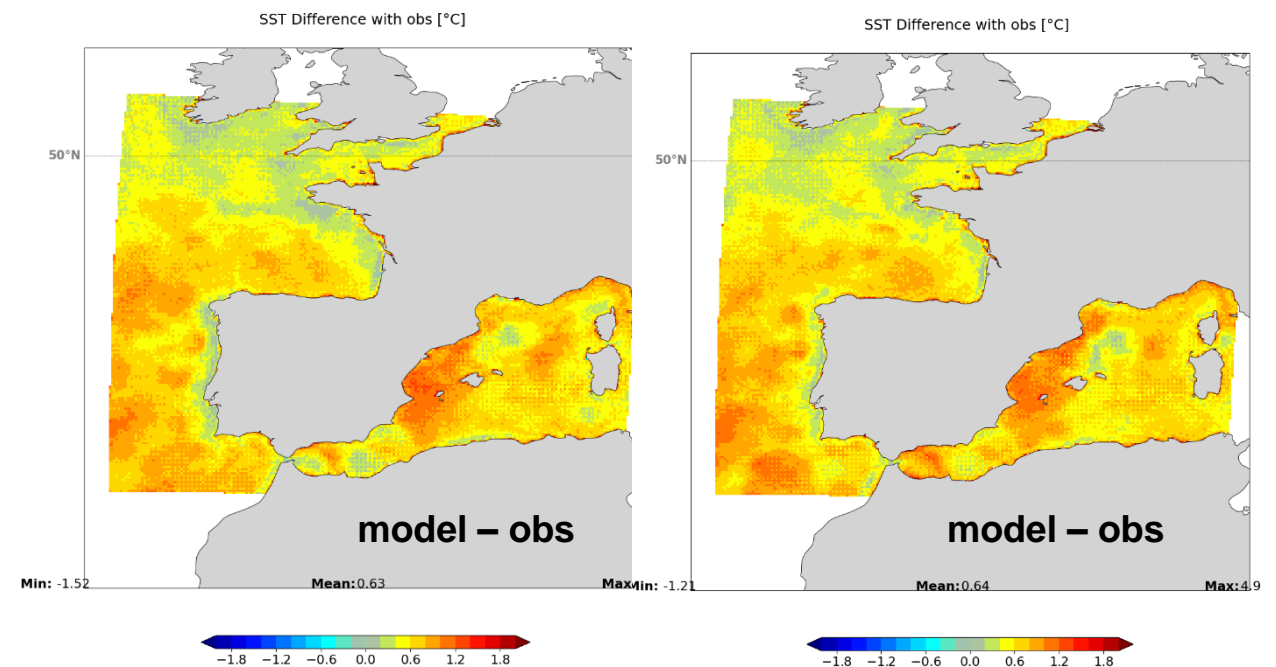 SST Difference with obs [°C]
50°N
model – obs
Min: -1.52 Mean:0.63 Max
−1.8 −1.2 −0.6 0.0 0.6 1.2 1.8
SST Difference with obs [°C]
50°N
model – obs
Min: -1.21 Mean:0.64 Max:4.9
−1.8 −1.2 −0.6 0.0 0.6 1.2 1.8